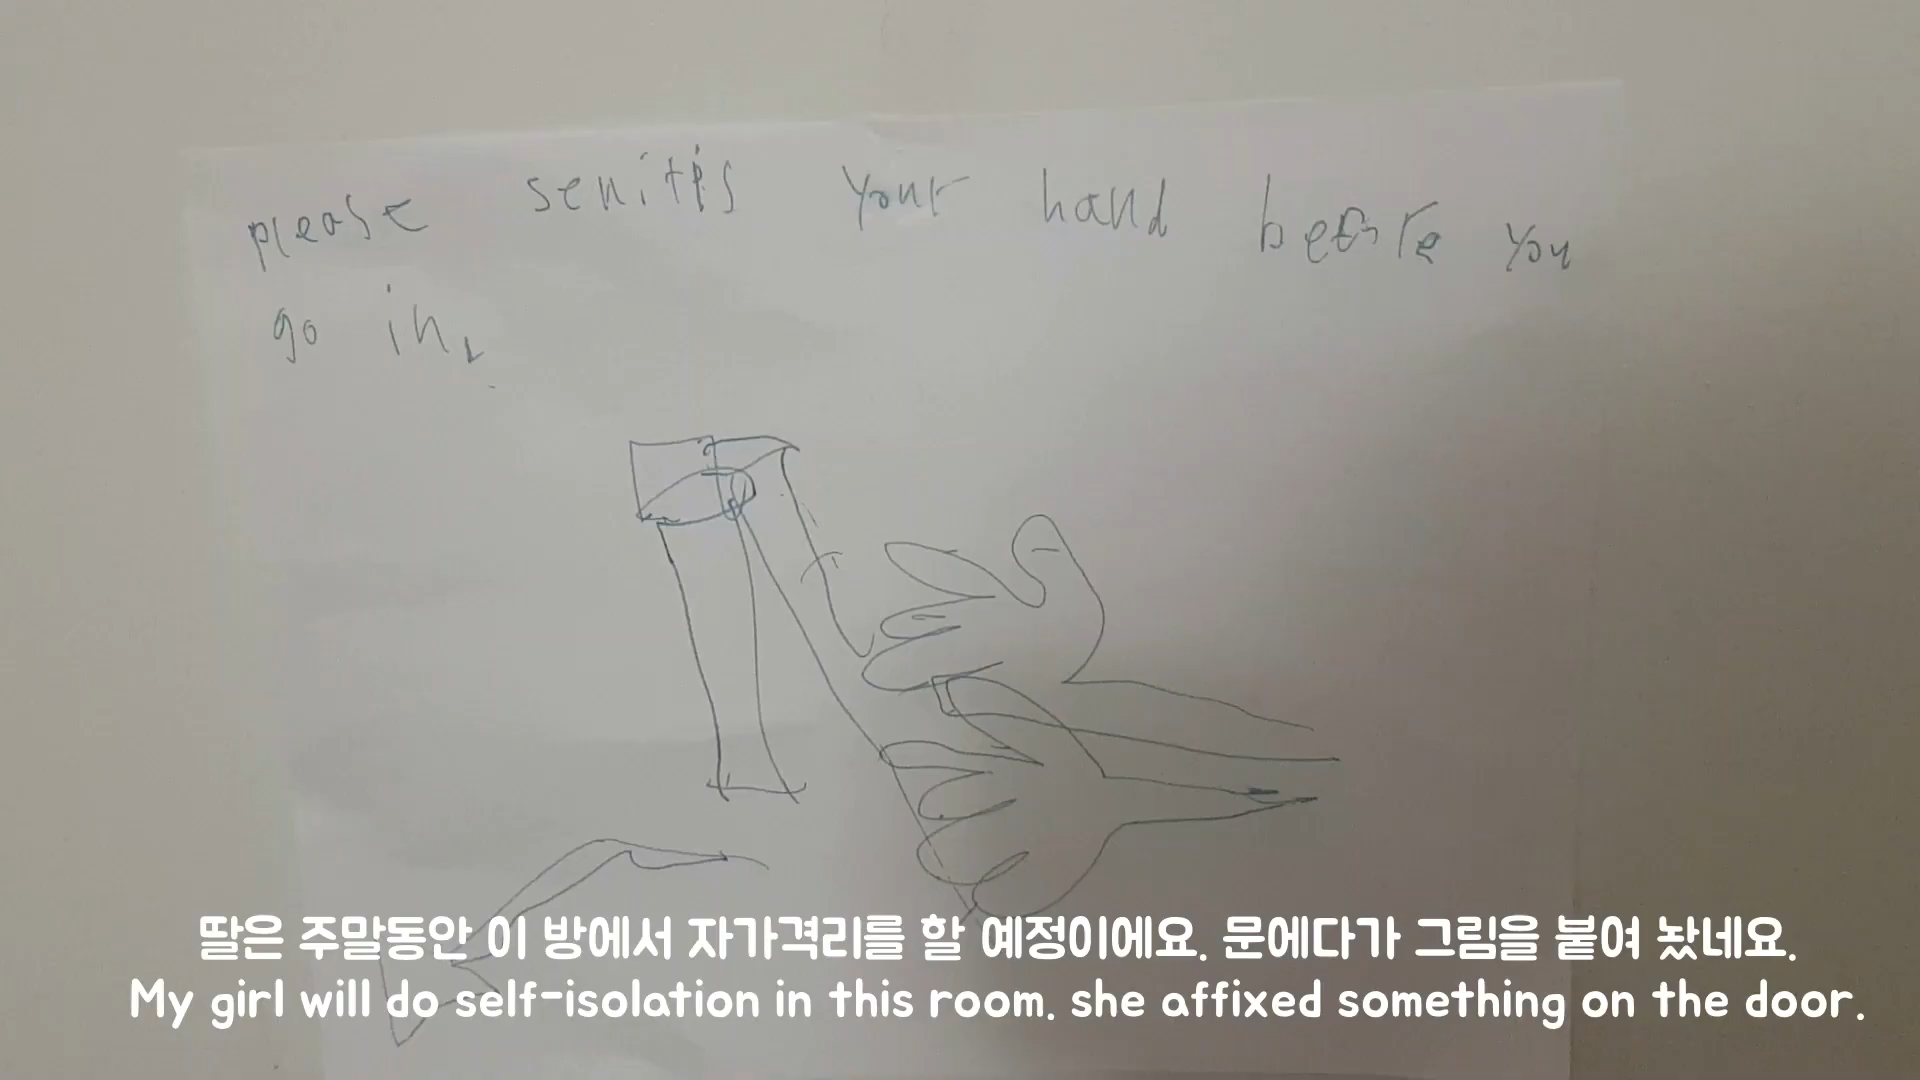 please senitis your hand before you
go in.
딸은 주말동안 이 방에서 자가격리를 할 예정이에요. 문에다가 그림을 붙여 놨네요.
My girl will do self-isolation in this room. she affixed something on the door.